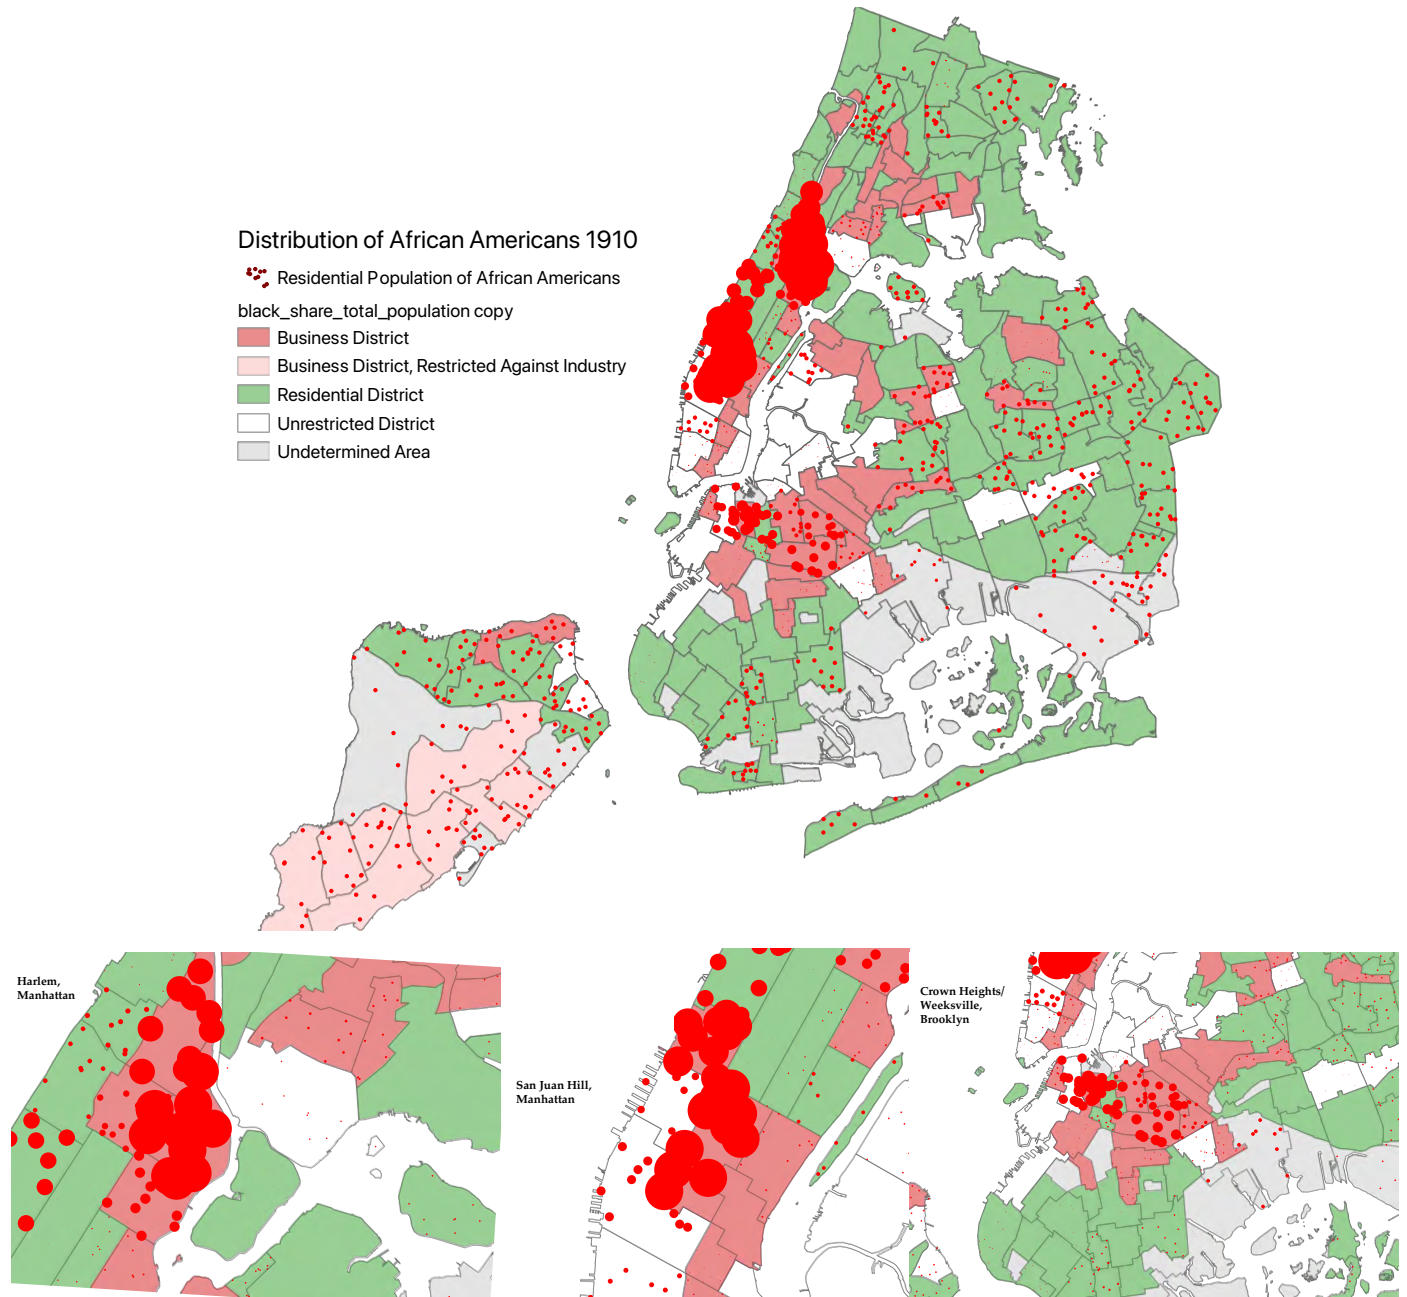 Distribution of African Americans 1910
Residential Population of African Americans
black_share_total_population copy
Business District
Business District, Restricted Against Industry
Residential District
Unrestricted District
Undetermined Area
Harlem,
Manhattan
San Juan Hill,
Manhattan
Crown Heights/
Weeksville,
Brooklyn